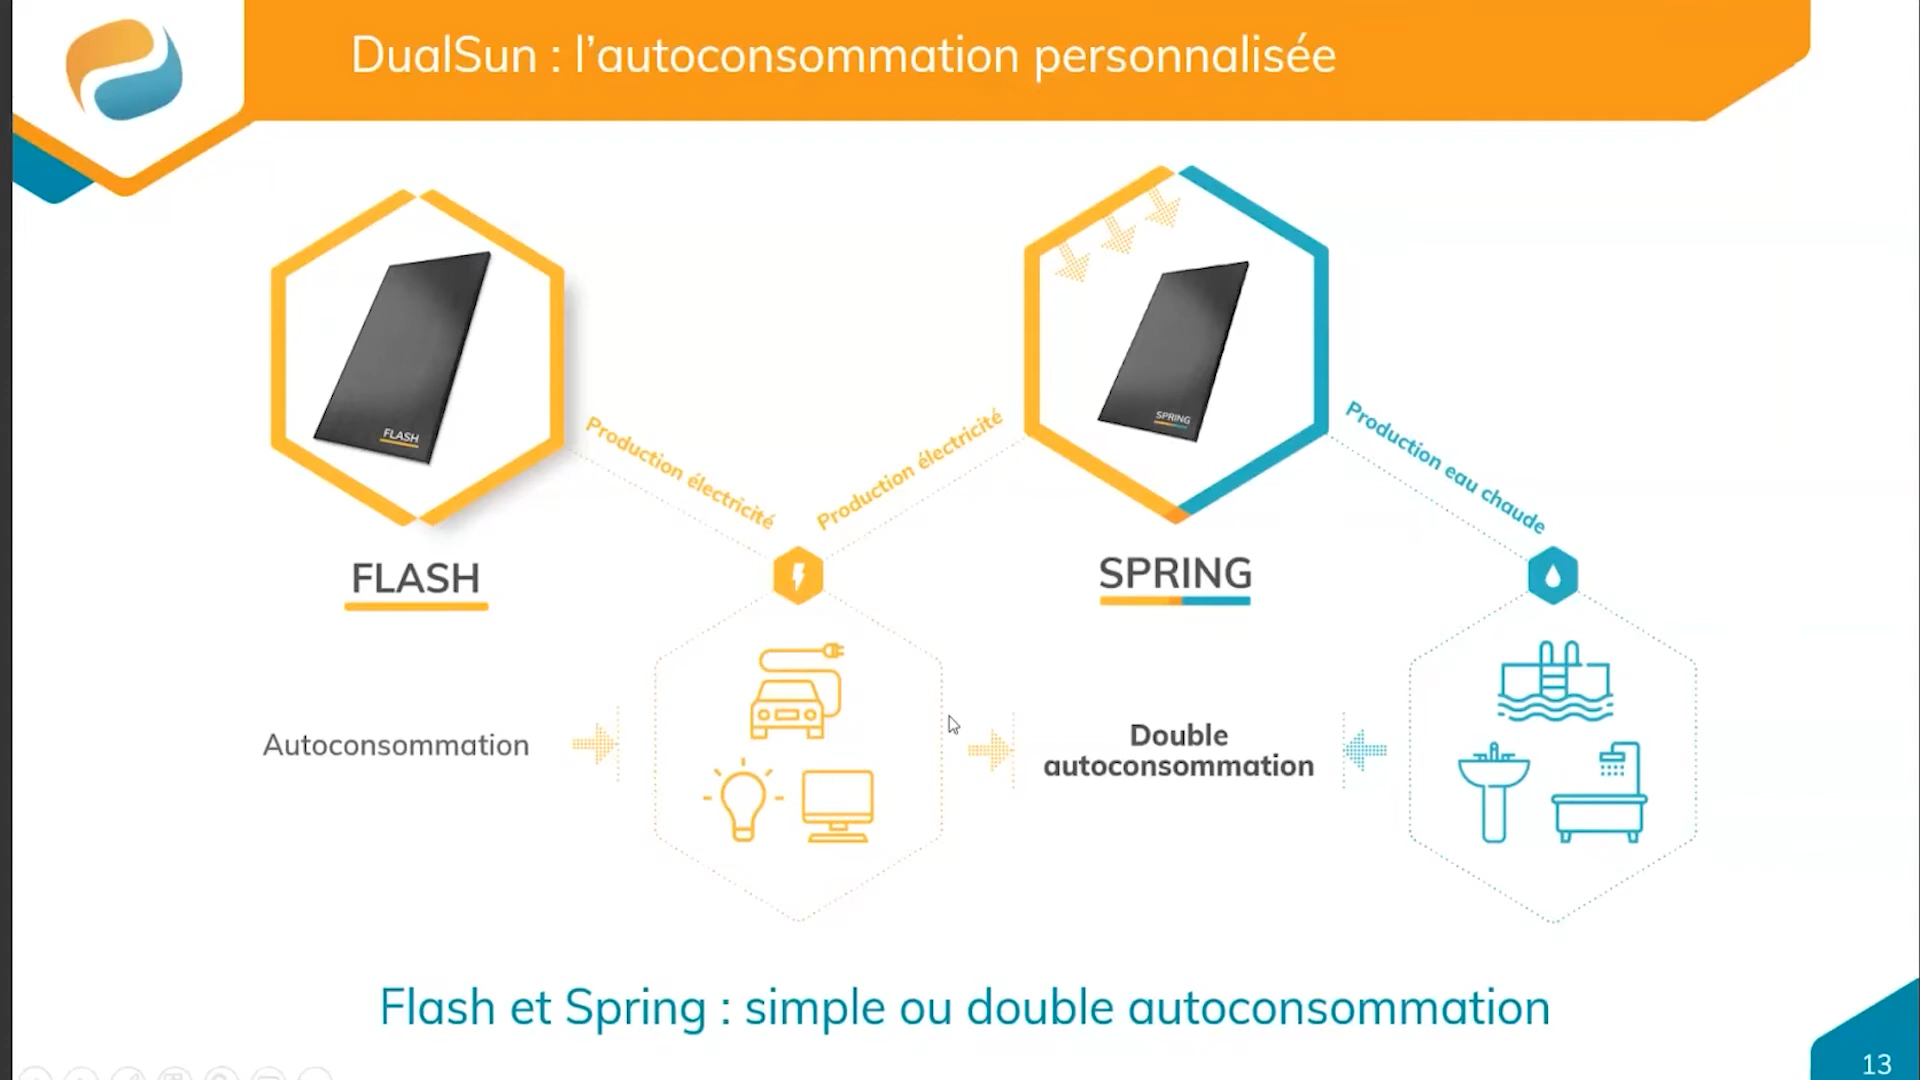 DualSun : l'autoconsommation personnalisée
FLASH
SPRING
Production électricité
Production électricité
Production eau chaude
FLASH
SPRING
Autoconsommation
Double
autoconsommation
Flash et Spring : simple ou double autoconsommation
13